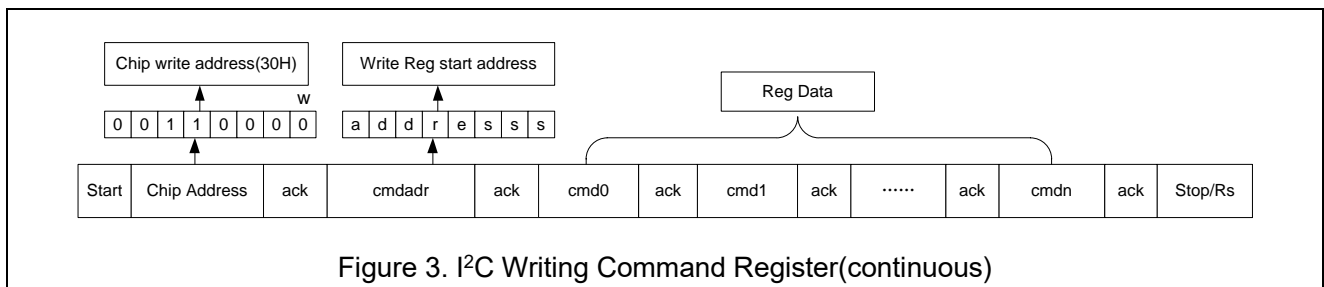 Chip write address(30H)
Write Reg start address
Reg Data
w
0 0 1 1 0 0 0 0
a d d r e s s s
Start Chip Address ack cmdadr ack cmd0 ack cmd1 ack ······ ack cmdn ack Stop/Rs
Figure 3. I²C Writing Command Register(continuous)